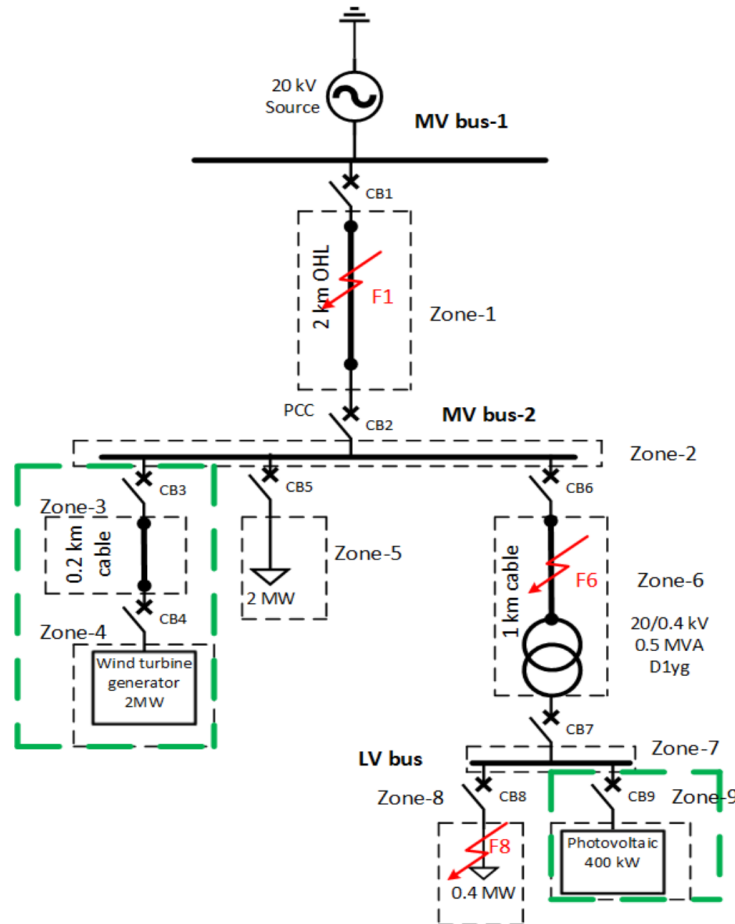 20 kV
Source
MV bus-1
CB1
2 km OHL
F1
Zone-1
PCC
CB2
MV bus-2
Zone-2
CB3
CB5
CB6
Zone-3
0.2 km
cable
Zone-5
2 MW
1 km cable
F6
Zone-6
20/0.4 kV
0.5 MVA
D1yg
CB4
Zone-4
Wind turbine
generator
2MW
CB7
LV bus
Zone-7
Zone-8
CB8
CB9
Zone-9
F8
0.4 MW
Photovoltaic
400 kW